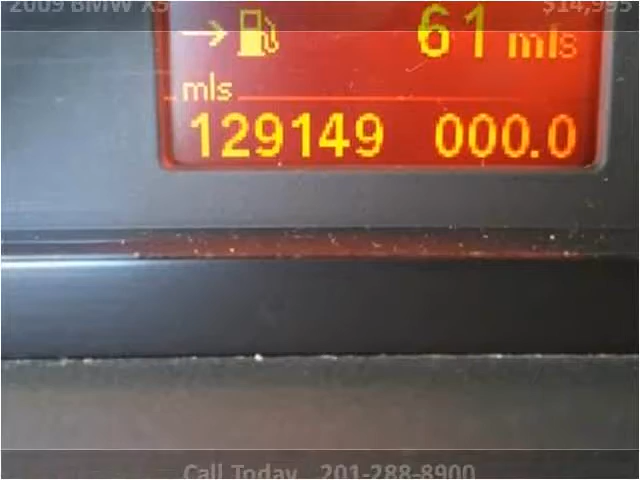 2009 BMW X5 $14,995
→ 61 mls
mls
129149 000.0
Call Today 201-288-8900